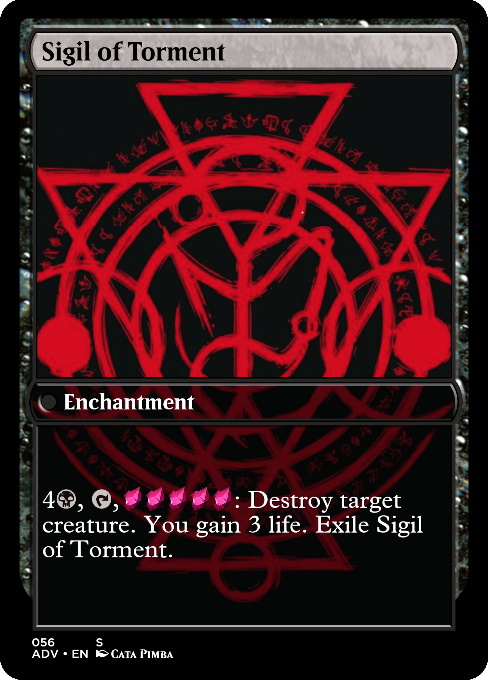 Sigil of Torment
Enchantment
4, , : Destroy target
creature. You gain 3 life. Exile Sigil
of Torment.
056 S
ADV • EN Cata Pimba